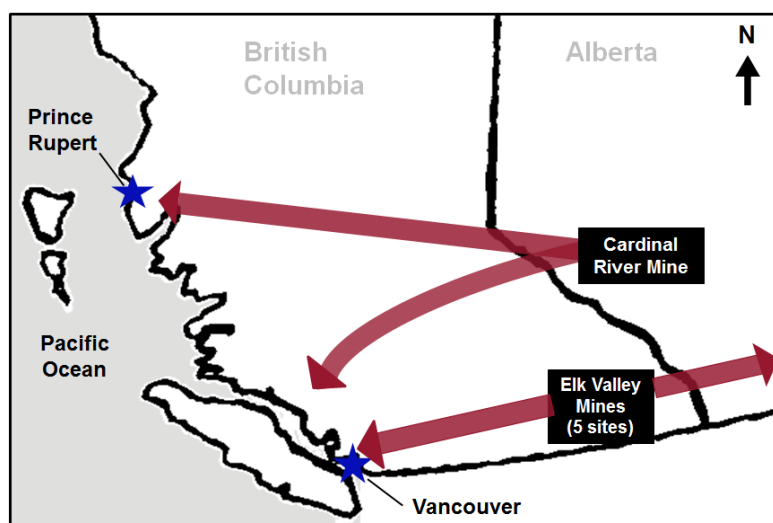 British
Columbia
Alberta
N
Prince
Rupert
Cardinal
River Mine
Pacific
Ocean
Elk Valley
Mines
(5 sites)
Vancouver